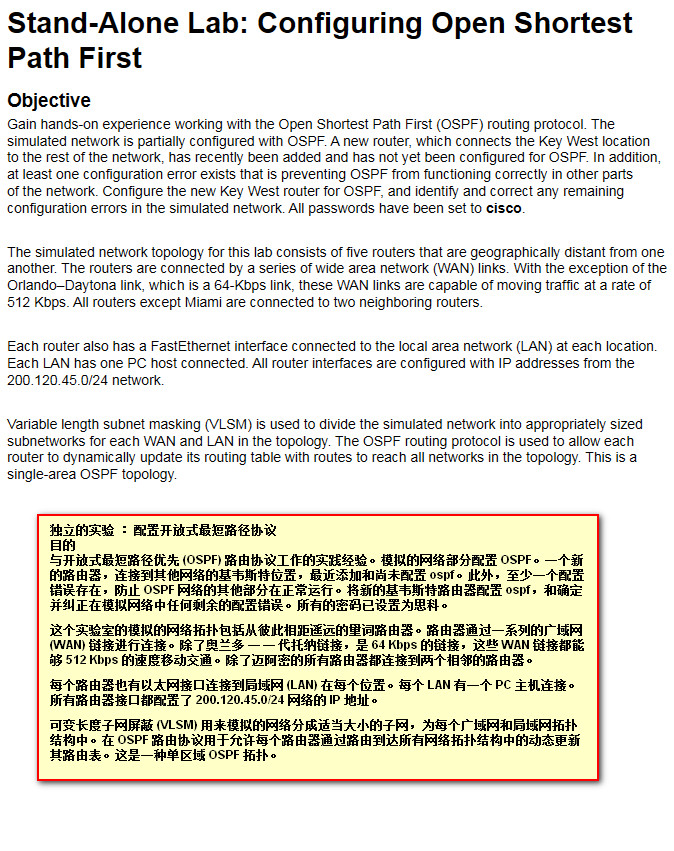 Stand-Alone Lab: Configuring Open Shortest
Path First
Objective
Gain hands-on experience working with the Open Shortest Path First (OSPF) routing protocol. The
simulated network is partially configured with OSPF. A new router, which connects the Key West location
to the rest of the network, has recently been added and has not yet been configured for OSPF. In addition,
at least one configuration error exists that is preventing OSPF from functioning correctly in other parts
of the network. Configure the new Key West router for OSPF, and identify and correct any remaining
configuration errors in the simulated network. All passwords have been set to cisco.
The simulated network topology for this lab consists of five routers that are geographically distant from one
another. The routers are connected by a series of wide area network (WAN) links. With the exception of the
Orlando–Daytona link, which is a 64-Kbps link, these WAN links are capable of moving traffic at a rate of
512 Kbps. All routers except Miami are connected to two neighboring routers.
Each router also has a FastEthernet interface connected to the local area network (LAN) at each location.
Each LAN has one PC host connected. All router interfaces are configured with IP addresses from the
200.120.45.0/24 network.
Variable length subnet masking (VLSM) is used to divide the simulated network into appropriately sized
subnetworks for each WAN and LAN in the topology. The OSPF routing protocol is used to allow each
router to dynamically update its routing table with routes to reach all networks in the topology. This is a
single-area OSPF topology.
独立的实验 : 配置开放式最短路径协议
目的
与开放式最短路径优先 (OSPF) 路由协议工作的实践经验。模拟的网络部分配置 OSPF。一个新
的路由器，连接到其他网络的基韦斯特位置，最近添加和尚未配置 ospf。此外，至少一个配置
错误存在，防止 OSPF 网络的其他部分在正常运行。将新的基韦斯特路由器配置 ospf，和确定
并纠正在模拟网络中任何剩余的配置错误。所有的密码已设置为思科。
这个实验室的模拟的网络拓扑包括从彼此相距遥远的量词路由器。路由器通过一系列的广域网
(WAN) 链接进行连接。除了奥兰多 — — 代托纳链接，是 64 Kbps 的链接，这些 WAN 链接都能
够 512 Kbps 的速度移动交通。除了迈阿密的所有路由器都连接到两个相邻的路由器。
每个路由器也有以太网接口连接到局域网 (LAN) 在每个位置。每个 LAN 有一个 PC 主机连接。
所有路由器接口都配置了 200.120.45.0/24 网络的 IP 地址。
可变长度子网屏蔽 (VLSM) 用来模拟的网络分成适当大小的子网，为每个广域网和局域网拓扑
结构中。在 OSPF 路由协议用于允许每个路由器通过路由到达所有网络拓扑结构中的动态更新
其路由表。这是一种单区域 OSPF 拓扑。